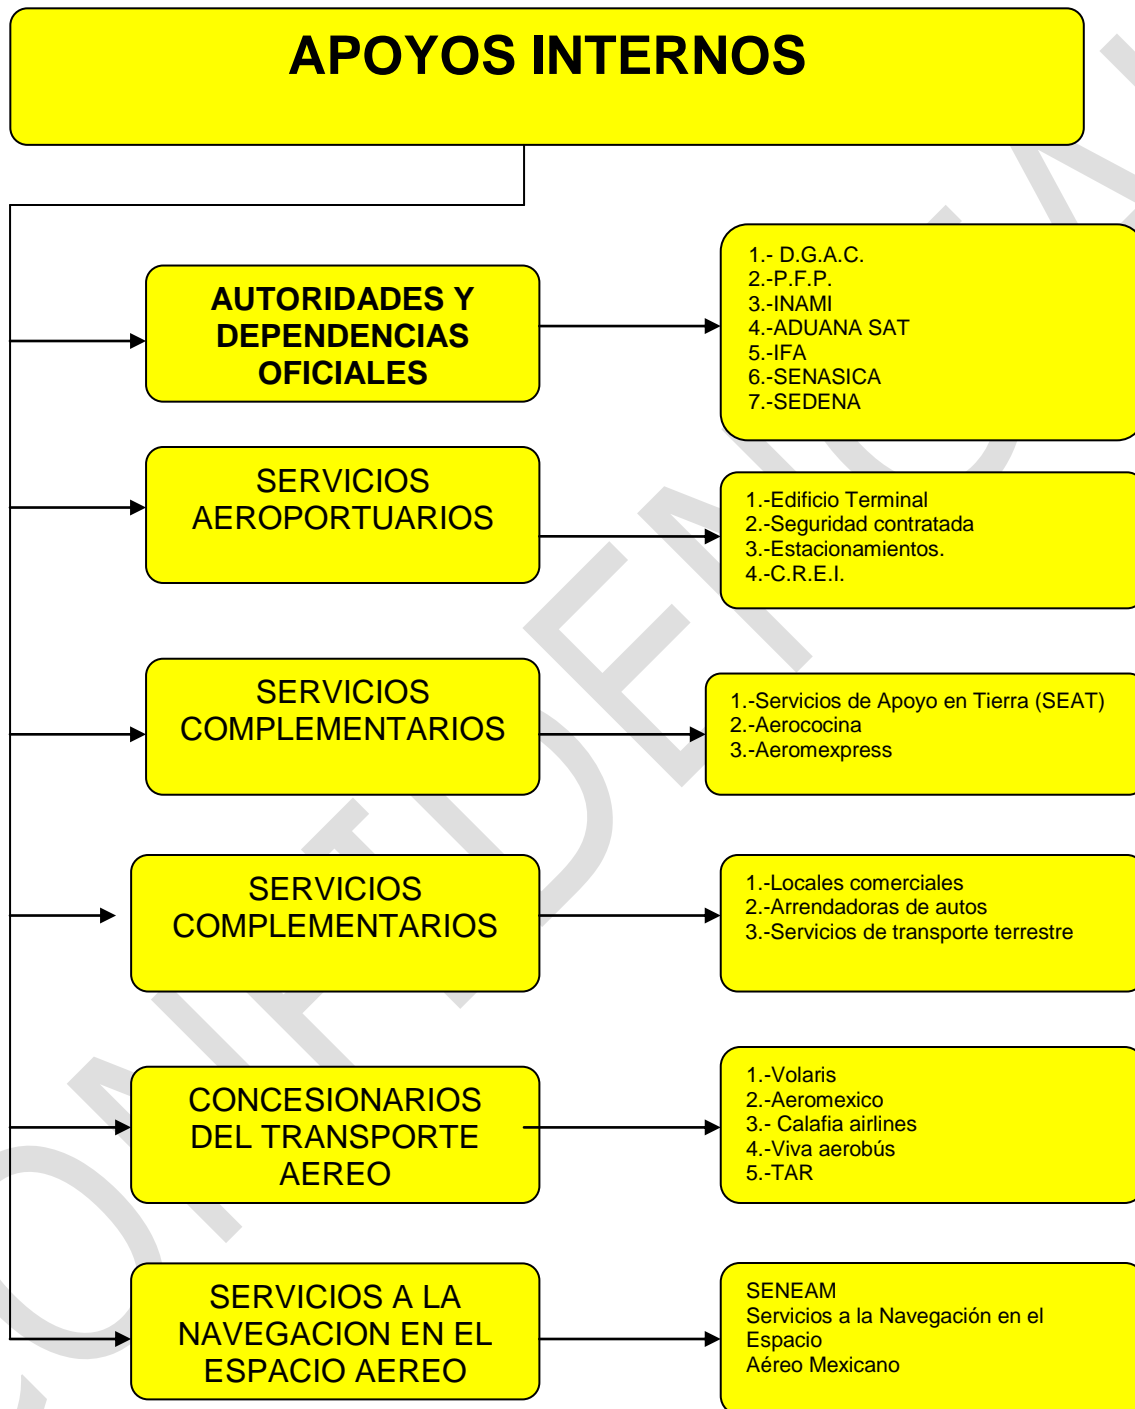 APOYOS INTERNOS
AUTORIDADES Y
DEPENDENCIAS
OFICIALES
1.- D.G.A.C.
2.-P.F.P.
3.-INAMI
4.-ADUANA SAT
5.-IFA
6.-SENASICA
7.-SEDENA
SERVICIOS
AEROPORTUARIOS
1.-Edificio Terminal
2.-Seguridad contratada
3.-Estacionamientos.
4.-C.R.E.I.
SERVICIOS
COMPLEMENTARIOS
1.-Servicios de Apoyo en Tierra (SEAT)
2.-Aerococina
3.-Aeromexpress
SERVICIOS
COMPLEMENTARIOS
1.-Locales comerciales
2.-Arrendadoras de autos
3.-Servicios de transporte terrestre
CONCESIONARIOS
DEL TRANSPORTE
AEREO
1.-Volaris
2.-Aeromexico
3.- Calafia airlines
4.-Viva aerobús
5.-TAR
SERVICIOS A LA
NAVEGACION EN EL
ESPACIO AEREO
SENEAM
Servicios a la Navegación en el
Espacio
Aéreo Mexicano
CONFIDENCIAL